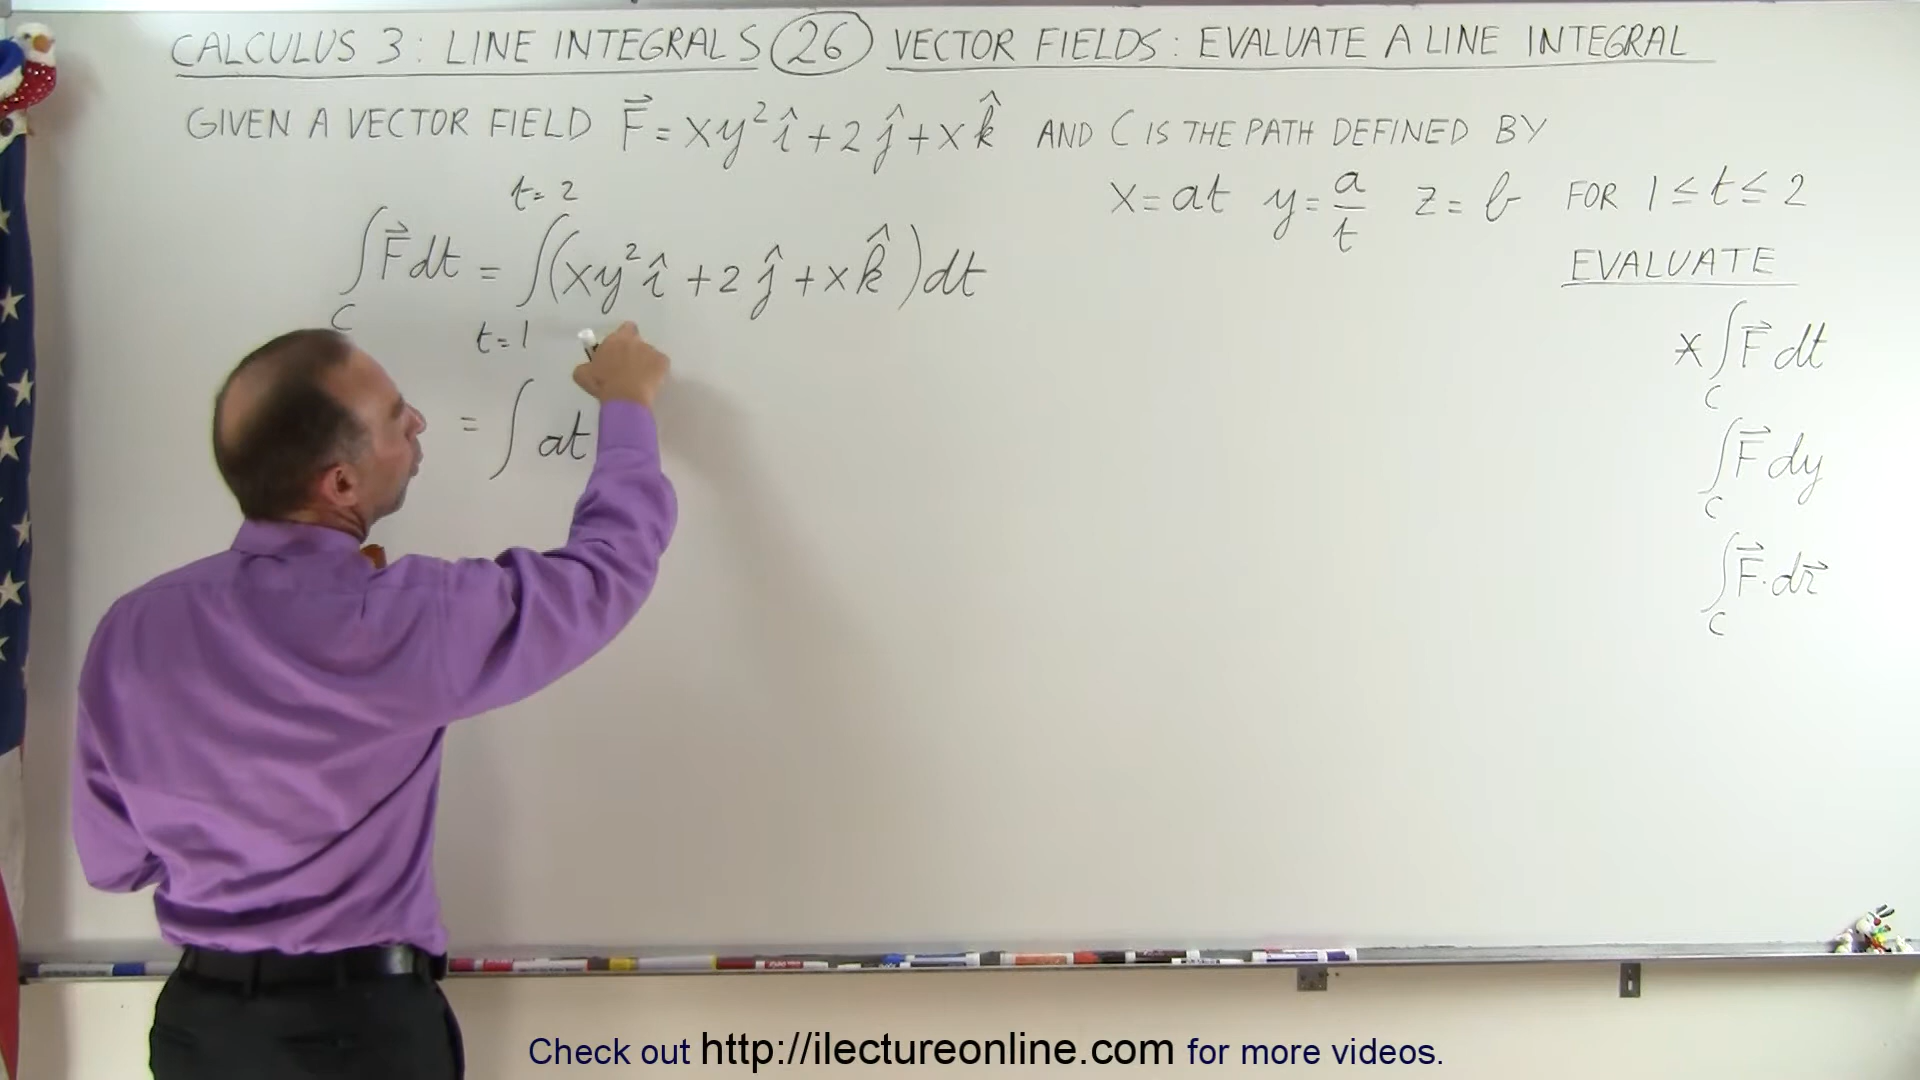 CALCULUS 3 : LINE INTEGRALS 26 VECTOR FIELDS : EVALUATE A LINE INTEGRAL
GIVEN A VECTOR FIELD F⃗ = xy² î + 2 ĵ + x k̂ AND C IS THE PATH DEFINED BY
x = at y = a/t z = b FOR 1 ≤ t ≤ 2
t = 2
∫ F⃗ dt = ∫ (xy² î + 2 ĵ + x k̂) dt
C
t = 1
= ∫ at
EVALUATE
* ∫ F⃗ dt
C
∫ F⃗ dy
C
∫ F⃗ · dr⃗
C
Check out http://ilectureonline.com for more videos.